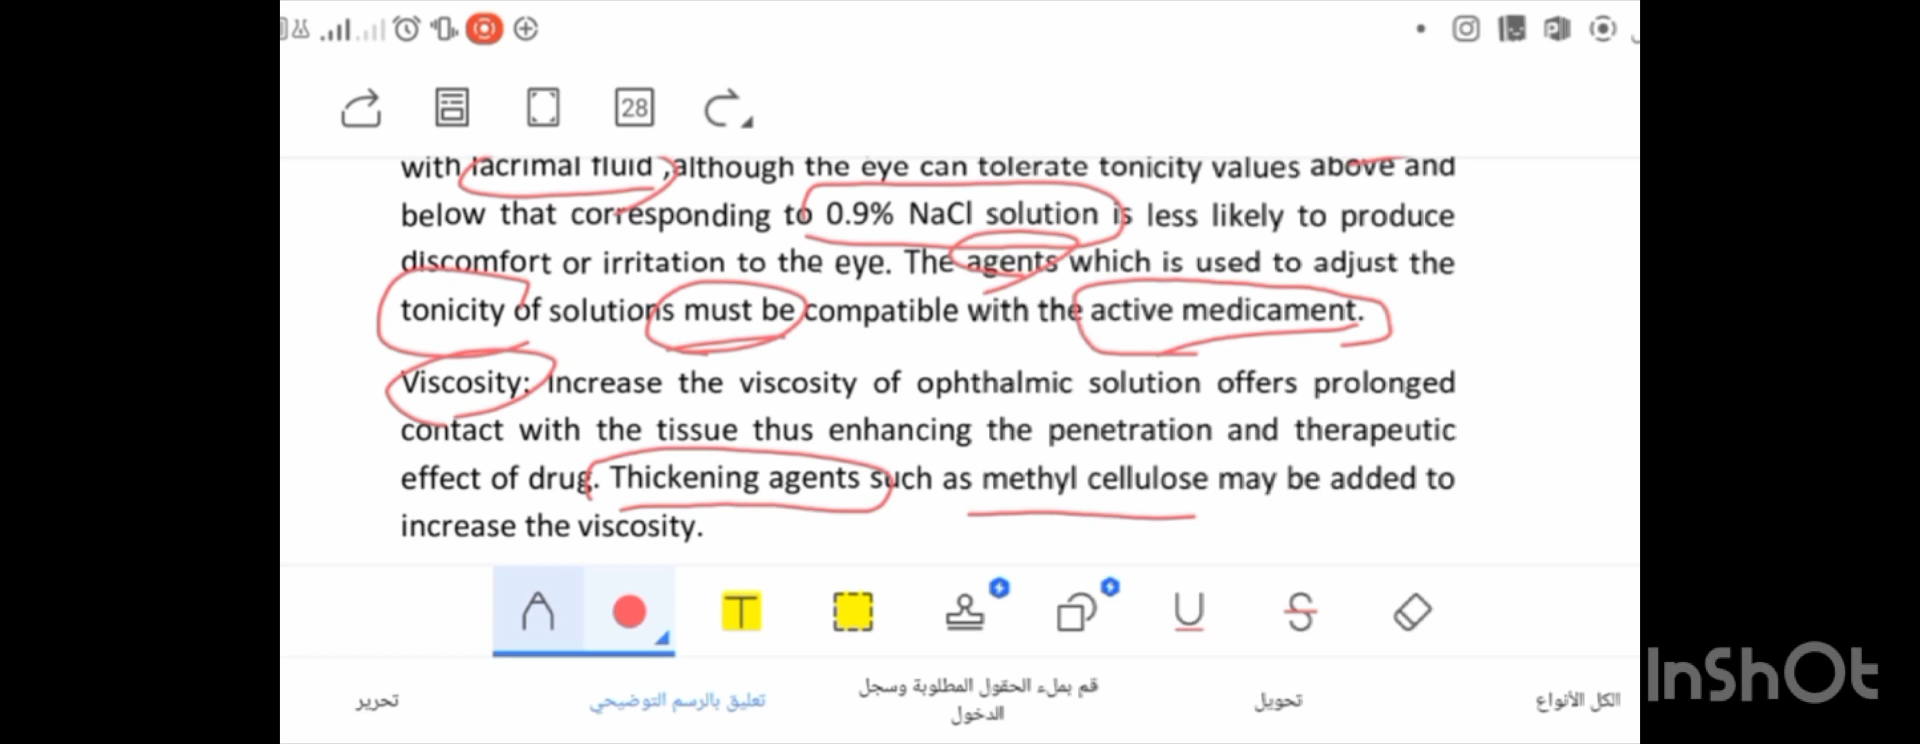 28
with lacrimal fluid ,although the eye can tolerate tonicity values above and
below that corresponding to 0.9% NaCl solution is less likely to produce
discomfort or irritation to the eye. The agents which is used to adjust the
tonicity of solutions must be compatible with the active medicament.
Viscosity: Increase the viscosity of ophthalmic solution offers prolonged
contact with the tissue thus enhancing the penetration and therapeutic
effect of drug. Thickening agents such as methyl cellulose may be added to
increase the viscosity.
T U S
تحرير
تعليق بالرسم التوضيحي
قم بملء الحقول المطلوبة وسجل
الدخول
تحويل
الكل الأنواع
InShOt